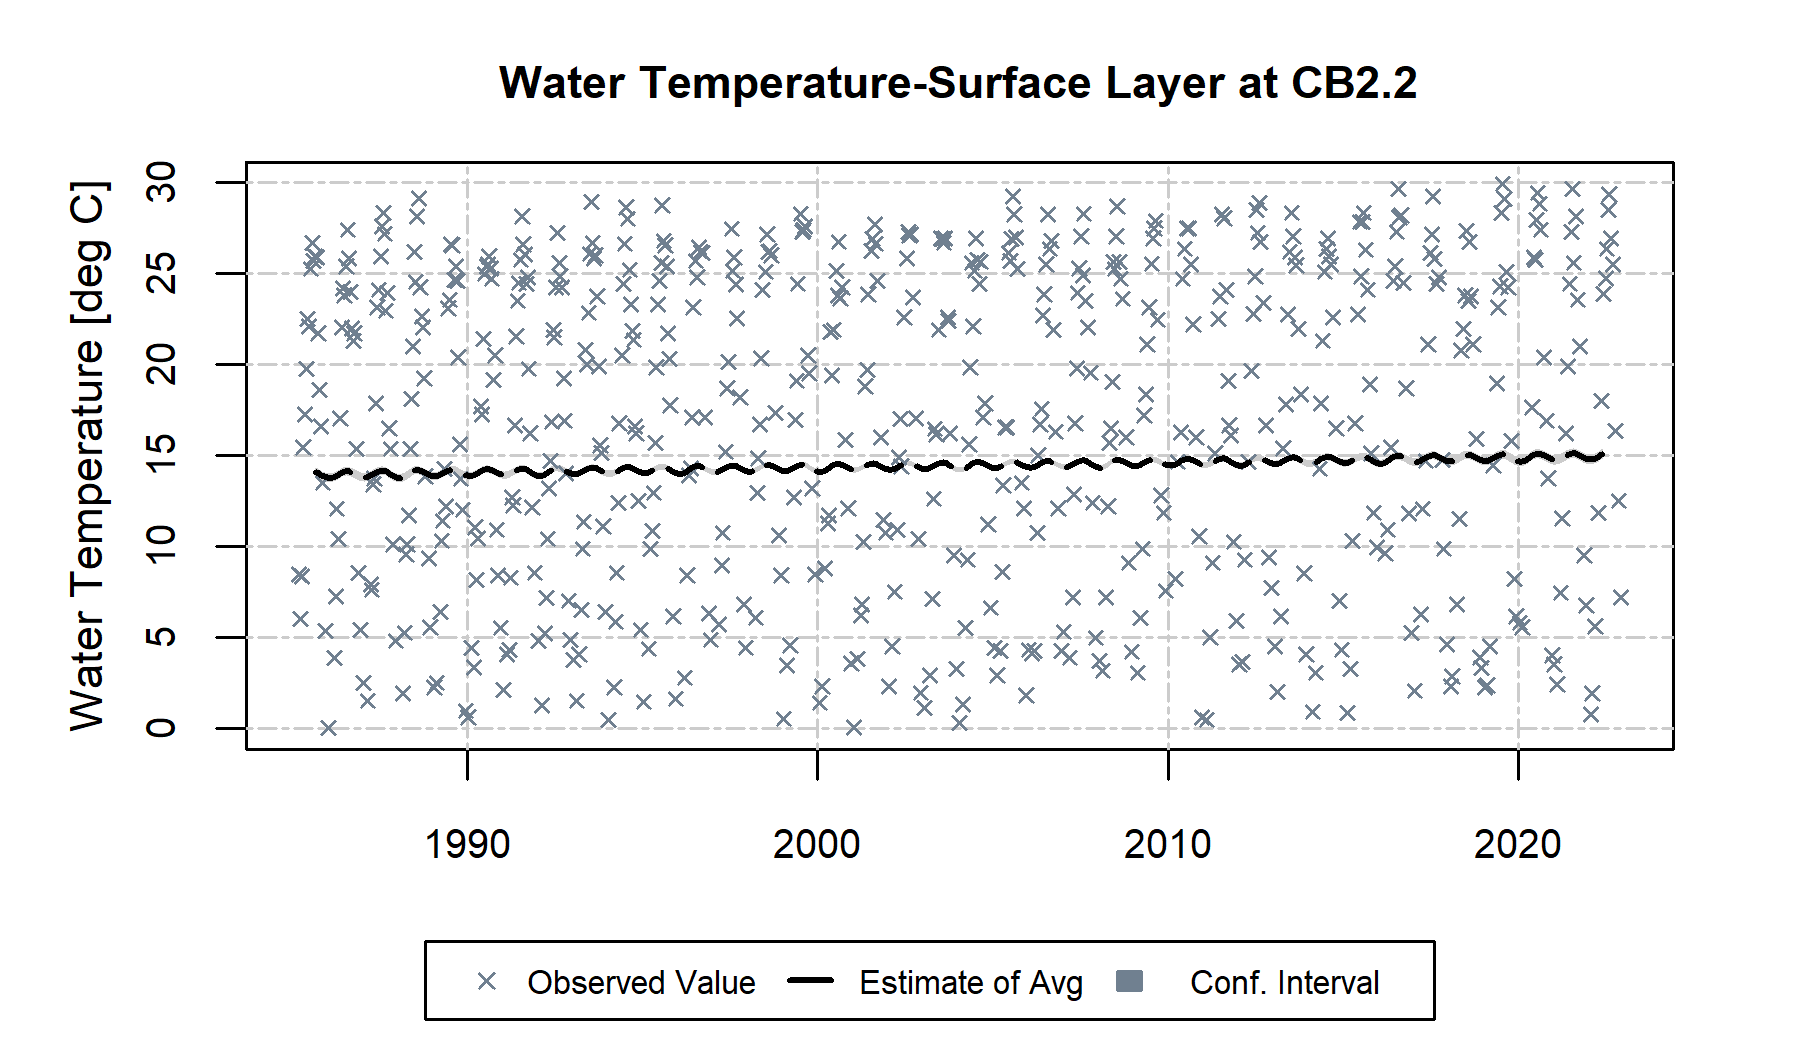 Water Temperature-Surface Layer at CB2.2
Water Temperature [deg C]
30
25
20
15
10
5
0
1990 2000 2010 2020
Observed Value Estimate of Avg Conf. Interval